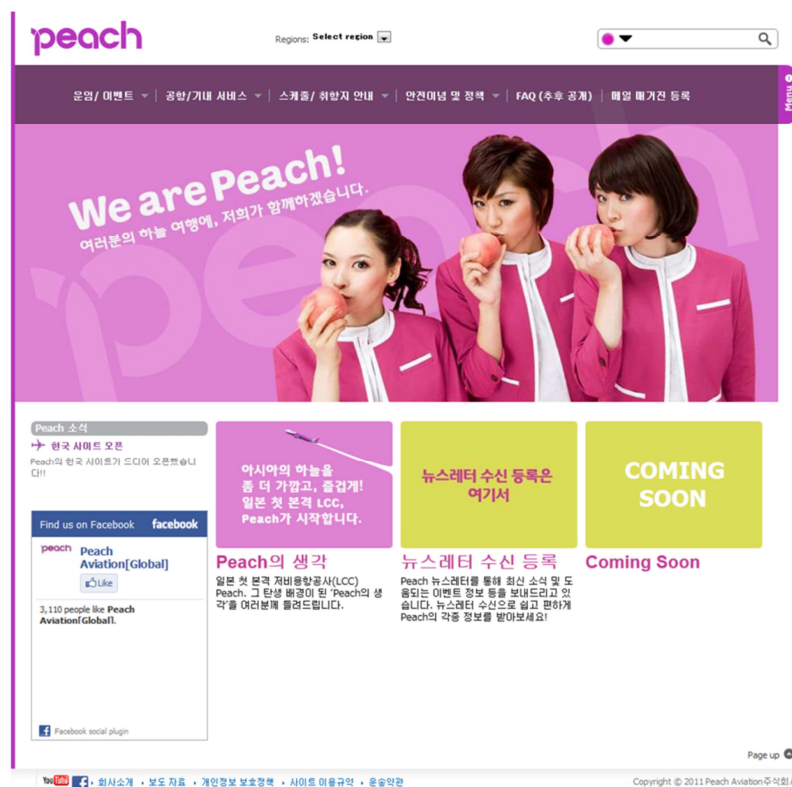 peach
Regions: Select region
Menu
운임/ 이벤트
공항/기내 서비스
스케줄/ 취항지 안내
안전이념 및 정책
FAQ (추후 공개)
메일 매거진 등록
We are Peach!
여러분의 하늘 여행에, 저희가 함께하겠습니다.
peach
Peach 소식
한국 사이트 오픈
Peach의 한국 사이트가 드디어 오픈했습니
다!!
Find us on Facebook facebook
peach
Peach
Aviation[Global]
Like
3,110 people like Peach
Aviation[Global].
Facebook social plugin
아시아의 하늘을
좀 더 가깝고, 즐겁게!
일본 첫 본격 LCC,
Peach가 시작합니다.
Peach의 생각
일본 첫 본격 저비용항공사(LCC)
Peach. 그 탄생 배경이 된 'Peach의 생
각'을 여러분께 들려드립니다.
뉴스레터 수신 등록은
여기서
뉴스레터 수신 등록
Peach 뉴스레터를 통해 최신 소식 및 도
움되는 이벤트 정보 등을 보내드리고 있
습니다. 뉴스레터 수신으로 쉽고 편하게
Peach의 각종 정보를 받아보세요!
COMING
SOON
Coming Soon
Page up
YouTube
회사소개
보도 자료
개인정보 보호정책
사이트 이용규약
운송약관
Copyright © 2011 Peach Aviation주식회사